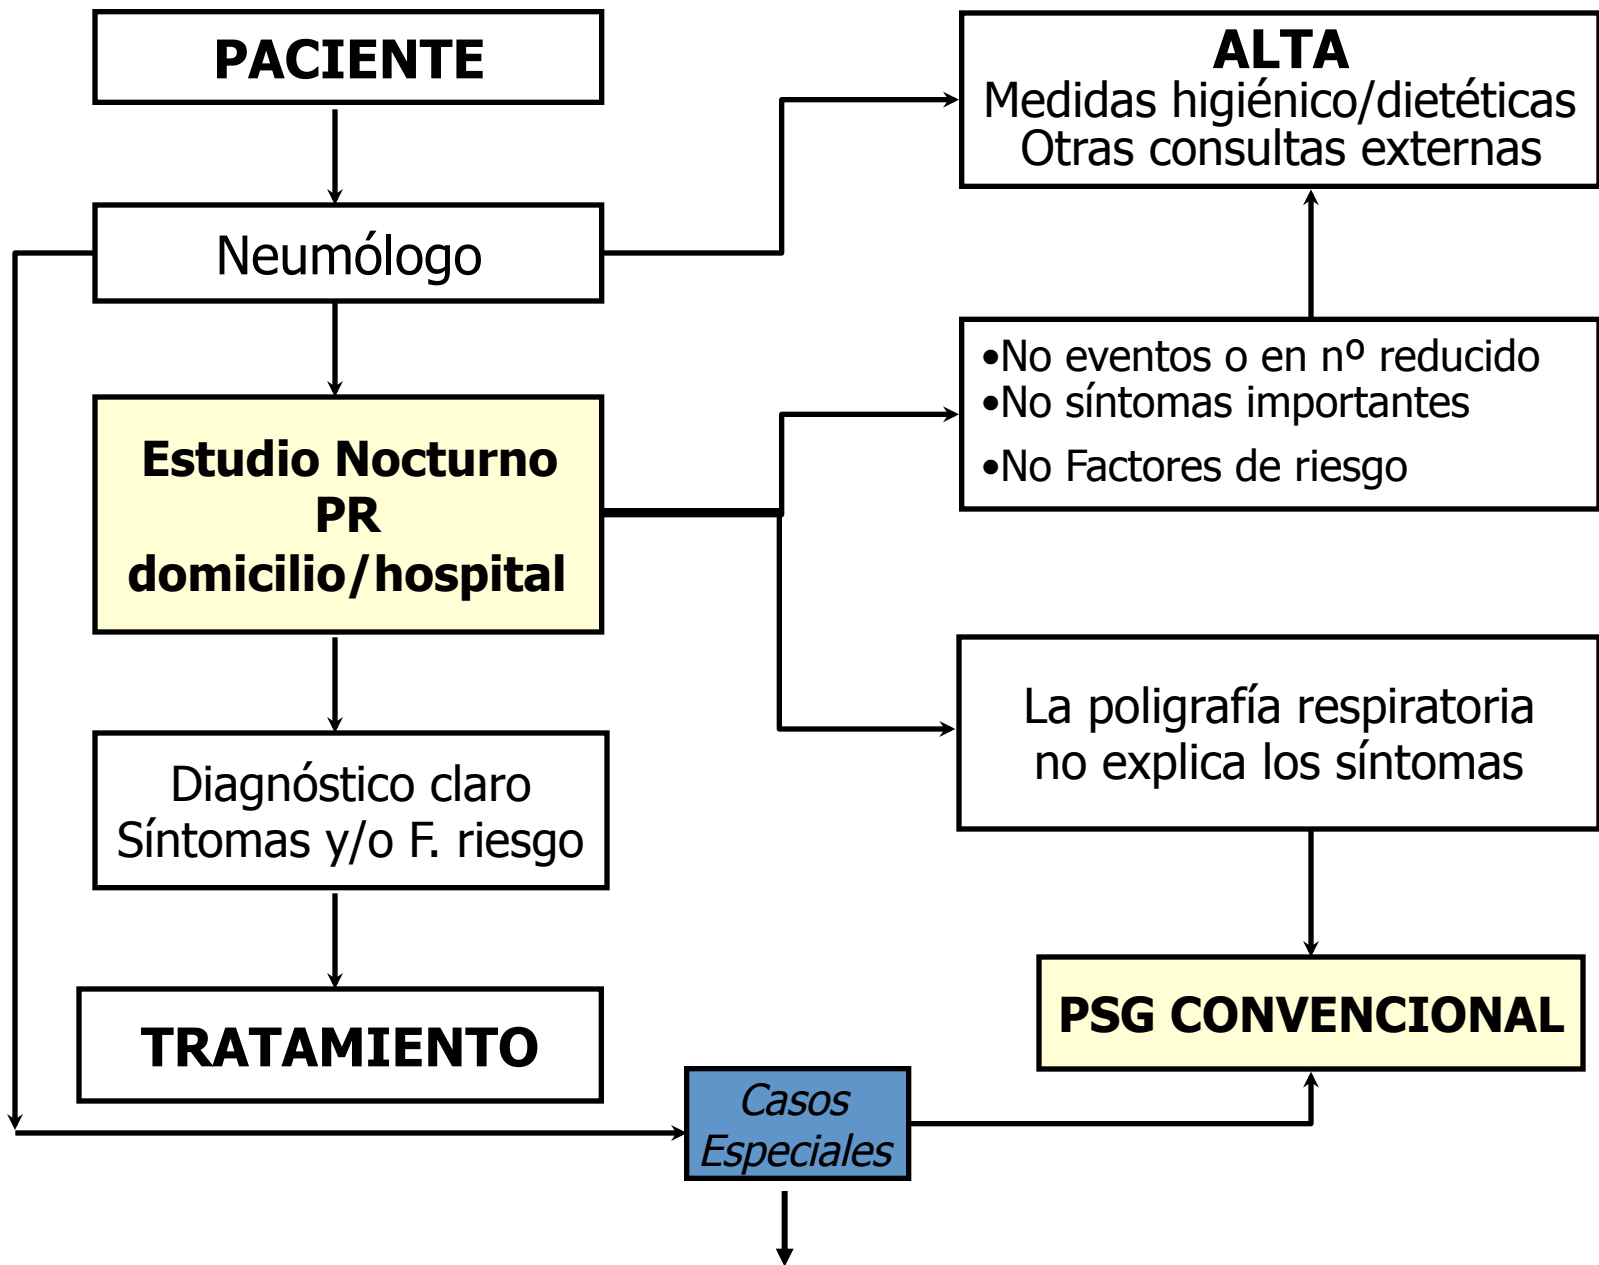 PACIENTE
ALTA
Medidas higiénico/dietéticas
Otras consultas externas
Neumólogo
•No eventos o en nº reducido
•No síntomas importantes
•No Factores de riesgo
Estudio Nocturno
PR
domicilio/hospital
La poligrafía respiratoria
no explica los síntomas
Diagnóstico claro
Síntomas y/o F. riesgo
PSG CONVENCIONAL
TRATAMIENTO
Casos
Especiales